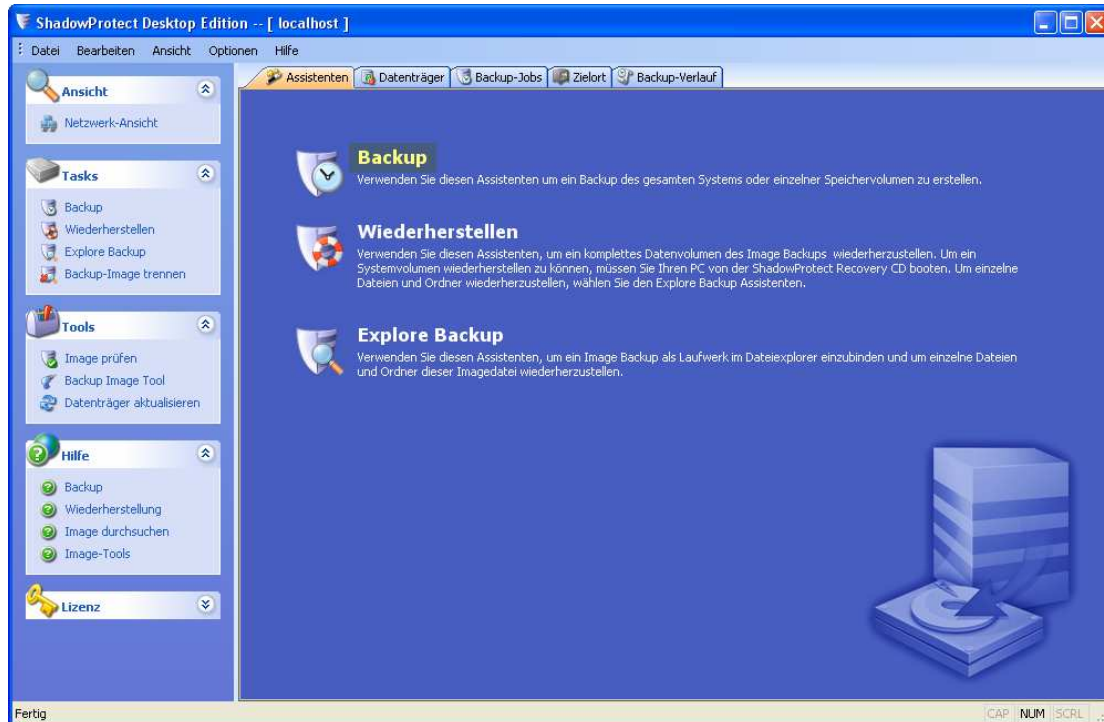 ShadowProtect Desktop Edition -- [ localhost ]
Datei Bearbeiten Ansicht Optionen Hilfe
Ansicht
Netzwerk-Ansicht
Tasks
Backup
Wiederherstellen
Explore Backup
Backup-Image trennen
Tools
Image prüfen
Backup Image Tool
Datenträger aktualisieren
Hilfe
Backup
Wiederherstellung
Image durchsuchen
Image-Tools
Lizenz
Assistenten Datenträger Backup-Jobs Zielort Backup-Verlauf
Backup
Verwenden Sie diesen Assistenten um ein Backup des gesamten Systems oder einzelner Speichervolumen zu erstellen.
Wiederherstellen
Verwenden Sie diesen Assistenten, um ein komplettes Datenvolumen des Image Backups wiederherzustellen. Um ein
Systemvolumen wiederherstellen zu können, müssen Sie Ihren PC von der ShadowProtect Recovery CD booten. Um einzelne
Dateien und Ordner wiederherzustellen, wählen Sie den Explore Backup Assistenten.
Explore Backup
Verwenden Sie diesen Assistenten, um ein Image Backup als Laufwerk im Dateiexplorer einzubinden und um einzelne Dateien
und Ordner dieser Imagedatei wiederherzustellen.
Fertig
CAP NUM SCRL